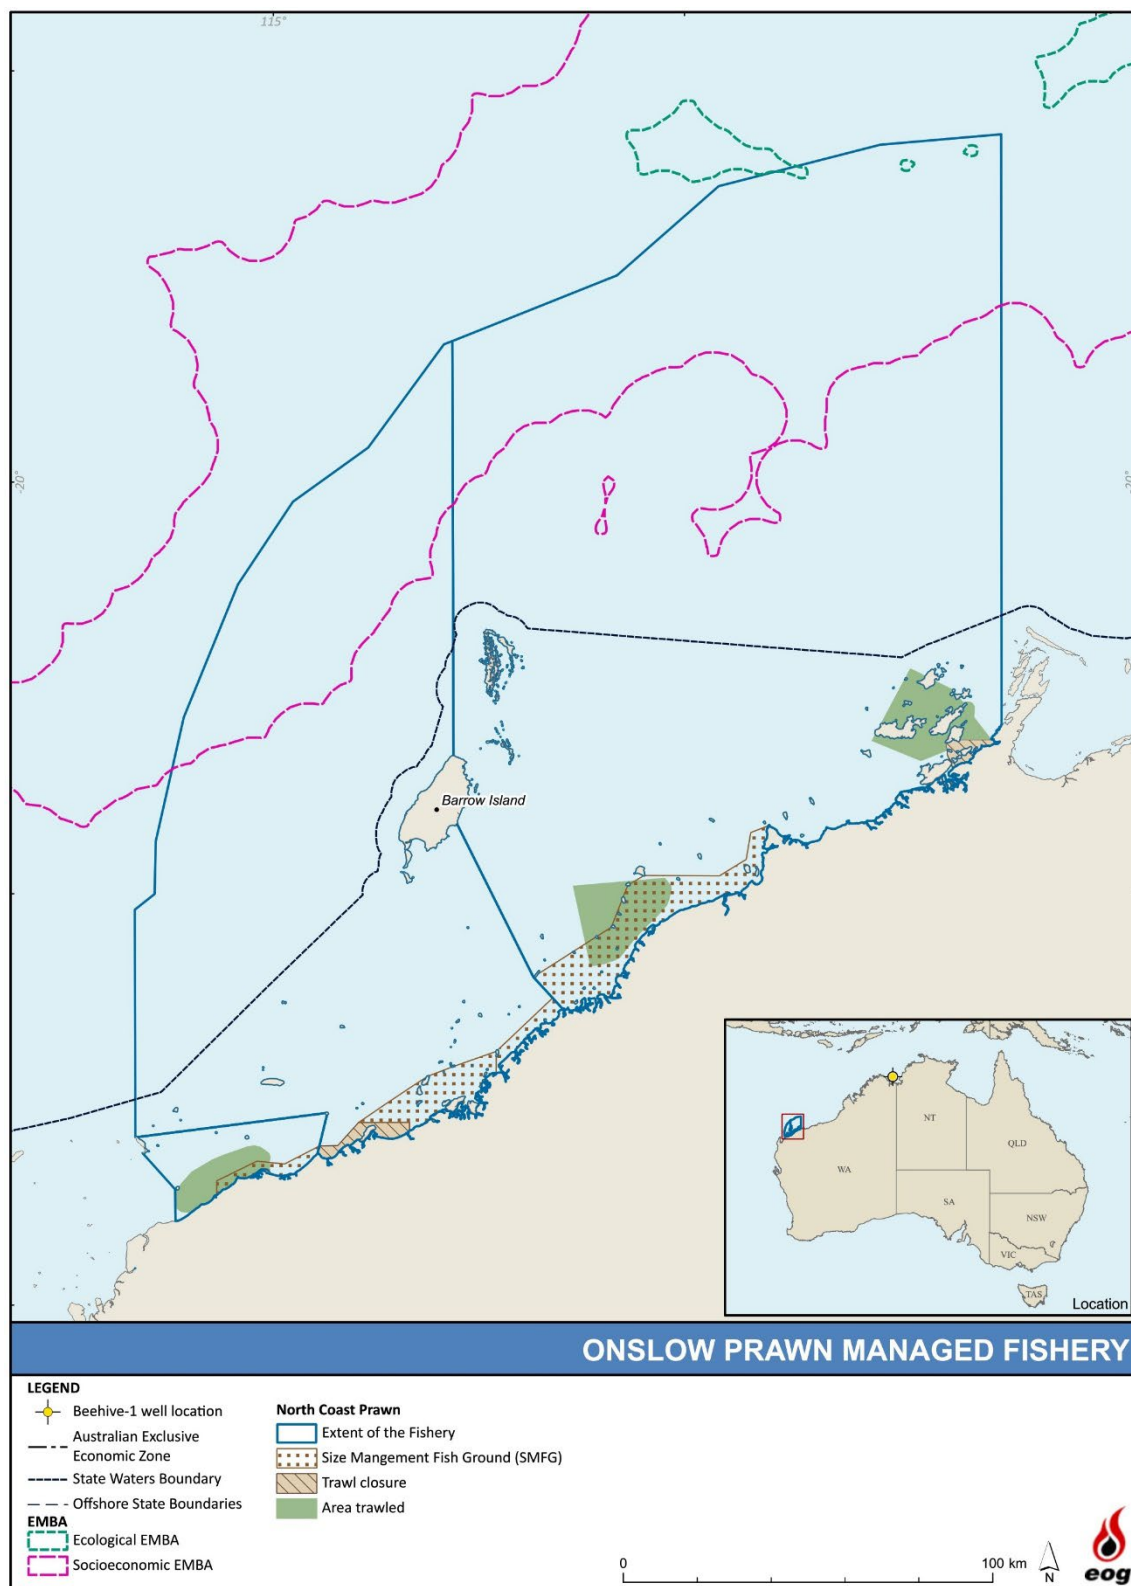 115°
-20°
-20°
Barrow Island
NT
QLD
WA
SA
NSW
VIC
TAS
Location
ONSLOW PRAWN MANAGED FISHERY
LEGEND
Beehive-1 well location
Australian Exclusive
Economic Zone
State Waters Boundary
Offshore State Boundaries
EMBA
Ecological EMBA
Socioeconomic EMBA
North Coast Prawn
Extent of the Fishery
Size Mangement Fish Ground (SMFG)
Trawl closure
Area trawled
0 100 km
N
eog